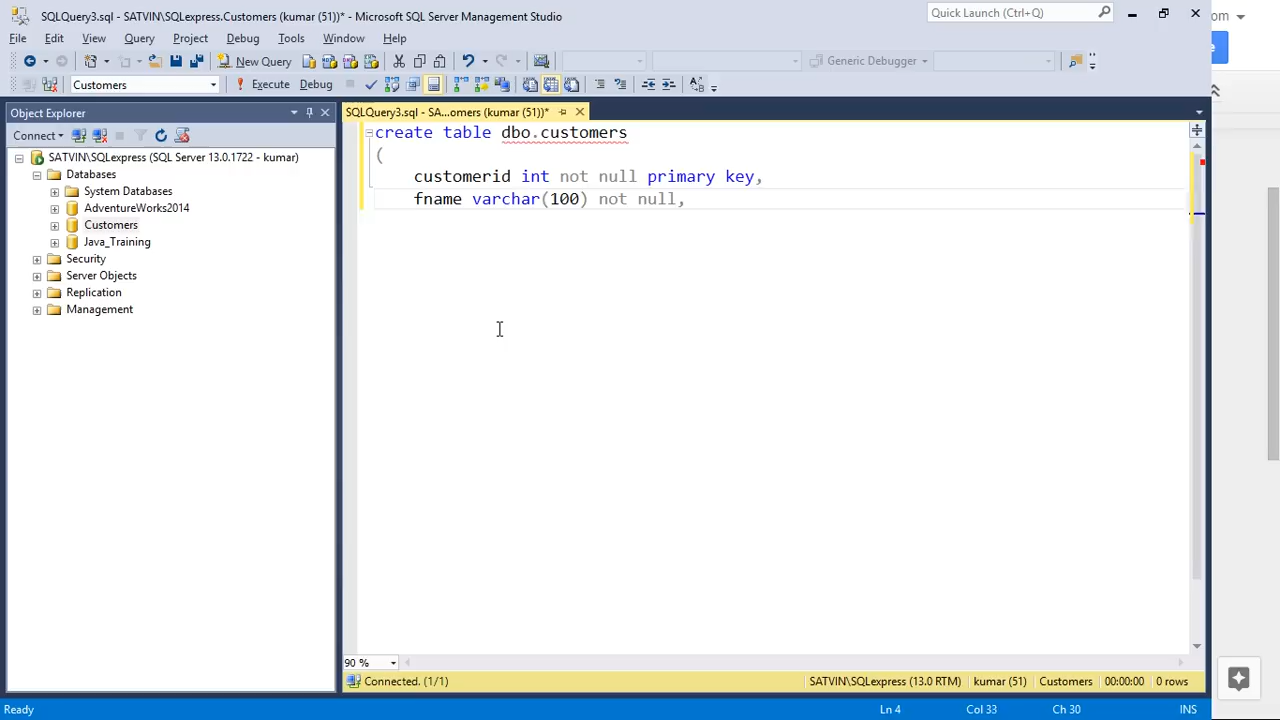 SQLQuery3.sql - SATVIN\SQLexpress.Customers (kumar (51))* - Microsoft SQL Server Management Studio
Quick Launch (Ctrl+Q)
om
File Edit View Query Project Debug Tools Window Help
New Query
Generic Debugger
Customers
Execute Debug
Object Explorer
SQLQuery3.sql - SA...omers (kumar (51))*
Connect
SATVIN\SQLexpress (SQL Server 13.0.1722 - kumar)
Databases
System Databases
AdventureWorks2014
Customers
Java_Training
Security
Server Objects
Replication
Management
create table dbo.customers
(
customerid int not null primary key,
fname varchar(100) not null,
90 %
Connected. (1/1)
SATVIN\SQLexpress (13.0 RTM) kumar (51) Customers 00:00:00 0 rows
Ready
Ln 4 Col 33 Ch 30 INS